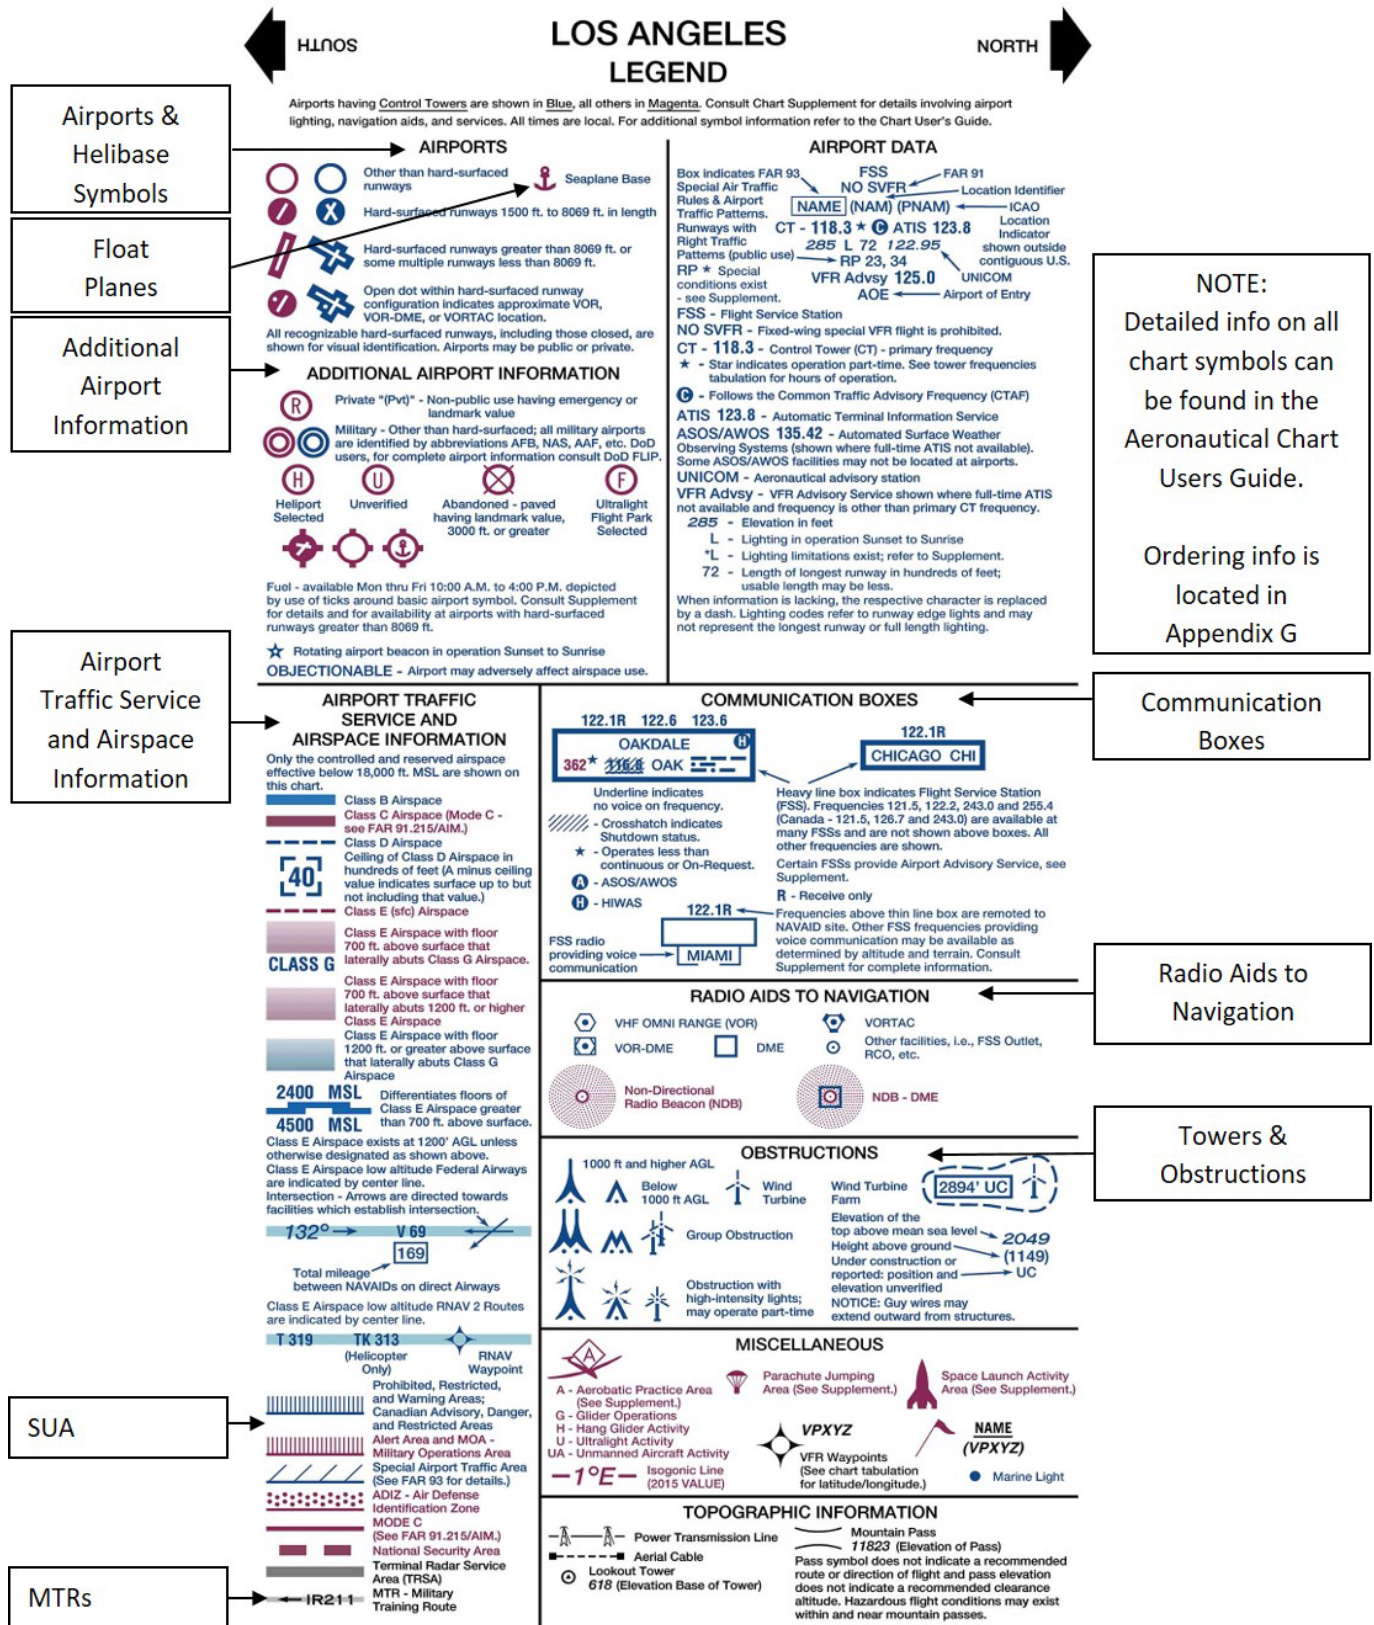 SOUTH
LOS ANGELES
LEGEND
NORTH
Airports having Control Towers are shown in Blue, all others in Magenta. Consult Chart Supplement for details involving airport
lighting, navigation aids, and services. All times are local. For additional symbol information refer to the Chart User's Guide.
Airports &
Helibase
Symbols
Float
Planes
Additional
Airport
Information
Airport
Traffic Service
and Airspace
Information
SUA
MTRs
AIRPORTS
Other than hard-surfaced
runways
Seaplane Base
Hard-surfaced runways 1500 ft. to 8069 ft. in length
Hard-surfaced runways greater than 8069 ft. or
some multiple runways less than 8069 ft.
Open dot within hard-surfaced runway
configuration indicates approximate VOR,
VOR-DME, or VORTAC location.
All recognizable hard-surfaced runways, including those closed, are
shown for visual identification. Airports may be public or private.
ADDITIONAL AIRPORT INFORMATION
R
Private "(Pvt)" - Non-public use having emergency or
landmark value
Military - Other than hard-surfaced; all military airports
are identified by abbreviations AFB, NAS, AAF, etc. DoD
users, for complete airport information consult DoD FLIP.
H
U
F
Heliport
Selected
Unverified
Abandoned - paved
having landmark value,
3000 ft. or greater
Ultralight
Flight Park
Selected
Fuel - available Mon thru Fri 10:00 A.M. to 4:00 P.M. depicted
by use of ticks around basic airport symbol. Consult Supplement
for details and for availability at airports with hard-surfaced
runways greater than 8069 ft.
Rotating airport beacon in operation Sunset to Sunrise
OBJECTIONABLE - Airport may adversely affect airspace use.
AIRPORT DATA
Box indicates FAR 93
Special Air Traffic
Rules & Airport
Traffic Patterns.
Runways with
Right Traffic
Patterns (public use)
RP * Special
conditions exist
- see Supplement.
FSS
NO SVFR
FAR 91
Location Identifier
NAME (NAM) (PNAM)
ICAO
Location
Indicator
shown outside
contiguous U.S.
CT - 118.3 ★ C ATIS 123.8
285 L 72 122.95
RP 23, 34
UNICOM
VFR Advsy 125.0
AOE
Airport of Entry
FSS - Flight Service Station
NO SVFR - Fixed-wing special VFR flight is prohibited.
CT - 118.3 - Control Tower (CT) - primary frequency
★ - Star indicates operation part-time. See tower frequencies
tabulation for hours of operation.
C - Follows the Common Traffic Advisory Frequency (CTAF)
ATIS 123.8 - Automatic Terminal Information Service
ASOS/AWOS 135.42 - Automated Surface Weather
Observing Systems (shown where full-time ATIS not available).
Some ASOS/AWOS facilities may not be located at airports.
UNICOM - Aeronautical advisory station
VFR Advsy - VFR Advisory Service shown where full-time ATIS
not available and frequency is other than primary CT frequency.
285 - Elevation in feet
L - Lighting in operation Sunset to Sunrise
*L - Lighting limitations exist; refer to Supplement.
72 - Length of longest runway in hundreds of feet;
usable length may be less.
When information is lacking, the respective character is replaced
by a dash. Lighting codes refer to runway edge lights and may
not represent the longest runway or full length lighting.
NOTE:
Detailed info on all
chart symbols can
be found in the
Aeronautical Chart
Users Guide.
Ordering info is
located in
Appendix G
Communication
Boxes
Radio Aids to
Navigation
Towers &
Obstructions
AIRPORT TRAFFIC
SERVICE AND
AIRSPACE INFORMATION
Only the controlled and reserved airspace
effective below 18,000 ft. MSL are shown on
this chart.
Class B Airspace
Class C Airspace (Mode C -
see FAR 91.215/AIM.)
Class D Airspace
40
Ceiling of Class D Airspace in
hundreds of feet (A minus ceiling
value indicates surface up to but
not including that value.)
Class E (sfc) Airspace
Class E Airspace with floor
700 ft. above surface that
laterally abuts Class G Airspace.
CLASS G
Class E Airspace with floor
700 ft. above surface that
laterally abuts 1200 ft. or higher
Class E Airspace
Class E Airspace with floor
1200 ft. or greater above surface
that laterally abuts Class G
Airspace
2400 MSL
4500 MSL
Differentiates floors of
Class E Airspace greater
than 700 ft. above surface.
Class E Airspace exists at 1200' AGL unless
otherwise designated as shown above.
Class E Airspace low altitude Federal Airways
are indicated by center line.
Intersection - Arrows are directed towards
facilities which establish intersection.
132°
V 69
169
Total mileage
between NAVAIDs on direct Airways
Class E Airspace low altitude RNAV 2 Routes
are indicated by center line.
T 319
TK 313
(Helicopter
Only)
RNAV
Waypoint
Prohibited, Restricted,
and Warning Areas;
Canadian Advisory, Danger,
and Restricted Areas
Alert Area and MOA -
Military Operations Area
Special Airport Traffic Area
(See FAR 93 for details.)
ADIZ - Air Defense
Identification Zone
MODE C
(See FAR 91.215/AIM.)
National Security Area
Terminal Radar Service
Area (TRSA)
IR211
MTR - Military
Training Route
COMMUNICATION BOXES
122.1R 122.6 123.6
OAKDALE H
362★ 116.8 OAK
122.1R
CHICAGO CHI
Underline indicates
no voice on frequency.
- Crosshatch indicates
Shutdown status.
★ - Operates less than
continuous or On-Request.
A - ASOS/AWOS
H - HIWAS
122.1R
FSS radio
providing voice
communication
MIAMI
Heavy line box indicates Flight Service Station
(FSS). Frequencies 121.5, 122.2, 243.0 and 255.4
(Canada - 121.5, 126.7 and 243.0) are available at
many FSSs and are not shown above boxes. All
other frequencies are shown.
Certain FSSs provide Airport Advisory Service, see
Supplement.
R - Receive only
Frequencies above thin line box are remoted to
NAVAID site. Other FSS frequencies providing
voice communication may be available as
determined by altitude and terrain. Consult
Supplement for complete information.
RADIO AIDS TO NAVIGATION
VHF OMNI RANGE (VOR)
VORTAC
VOR-DME
DME
Other facilities, i.e., FSS Outlet,
RCO, etc.
Non-Directional
Radio Beacon (NDB)
NDB - DME
OBSTRUCTIONS
1000 ft and higher AGL
Below
1000 ft AGL
Wind
Turbine
Wind Turbine
Farm
2894' UC
Group Obstruction
Elevation of the
top above mean sea level
2049
Height above ground
(1149)
Under construction or
reported: position and
elevation unverified
UC
Obstruction with
high-intensity lights;
may operate part-time
NOTICE: Guy wires may
extend outward from structures.
MISCELLANEOUS
A
A - Aerobatic Practice Area
(See Supplement.)
G - Glider Operations
H - Hang Glider Activity
U - Ultralight Activity
UA - Unmanned Aircraft Activity
1°E
Isogonic Line
(2015 VALUE)
Parachute Jumping
Area (See Supplement.)
Space Launch Activity
Area (See Supplement.)
VPXYZ
VFR Waypoints
(See chart tabulation
for latitude/longitude.)
NAME
(VPXYZ)
Marine Light
TOPOGRAPHIC INFORMATION
Power Transmission Line
Aerial Cable
Lookout Tower
618 (Elevation Base of Tower)
Mountain Pass
11823 (Elevation of Pass)
Pass symbol does not indicate a recommended
route or direction of flight and pass elevation
does not indicate a recommended clearance
altitude. Hazardous flight conditions may exist
within and near mountain passes.